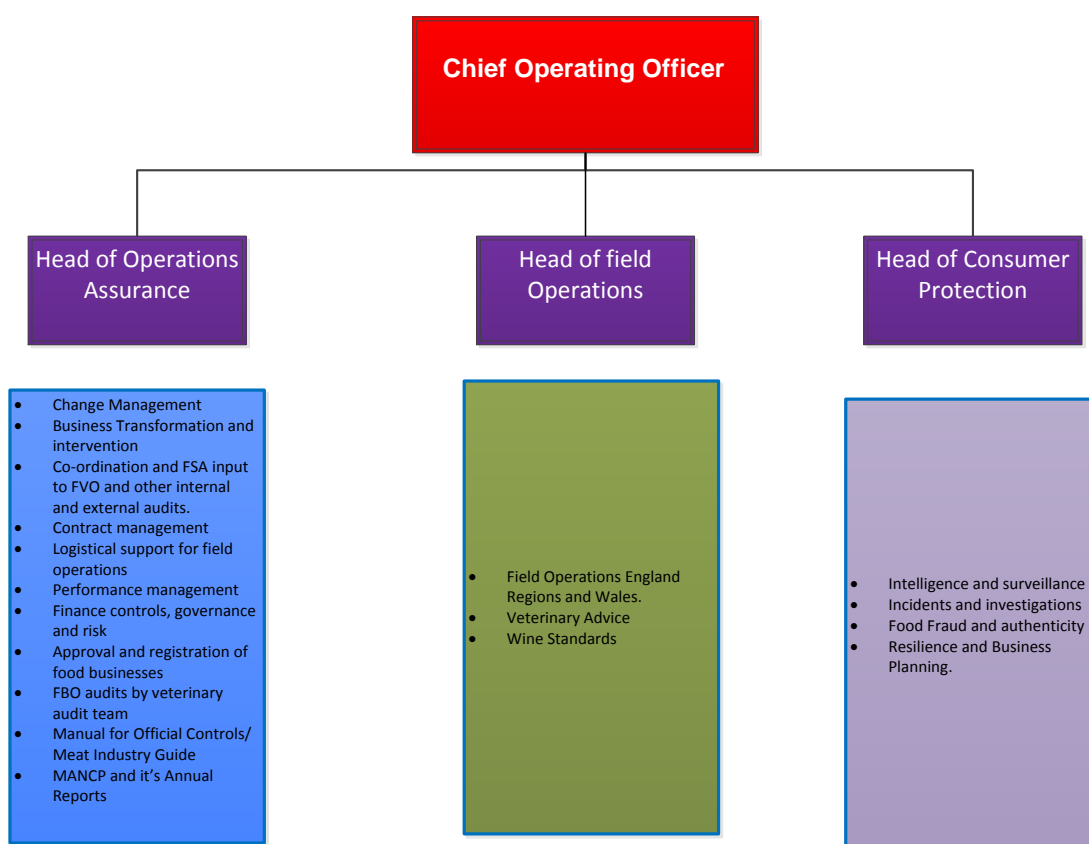 Chief Operating Officer
Head of Operations
Assurance
Head of field
Operations
Head of Consumer
Protection
• Change Management
• Business Transformation and
intervention
• Co-ordination and FSA input
to FVO and other internal
and external audits.
• Contract management
• Logistical support for field
operations
• Performance management
• Finance controls, governance
and risk
• Approval and registration of
food businesses
• FBO audits by veterinary
audit team
• Manual for Official Controls/
Meat Industry Guide
• MANCP and it’s Annual
Reports
• Field Operations England
Regions and Wales.
• Veterinary Advice
• Wine Standards
• Intelligence and surveillance
• Incidents and investigations
• Food Fraud and authenticity
• Resilience and Business
Planning.